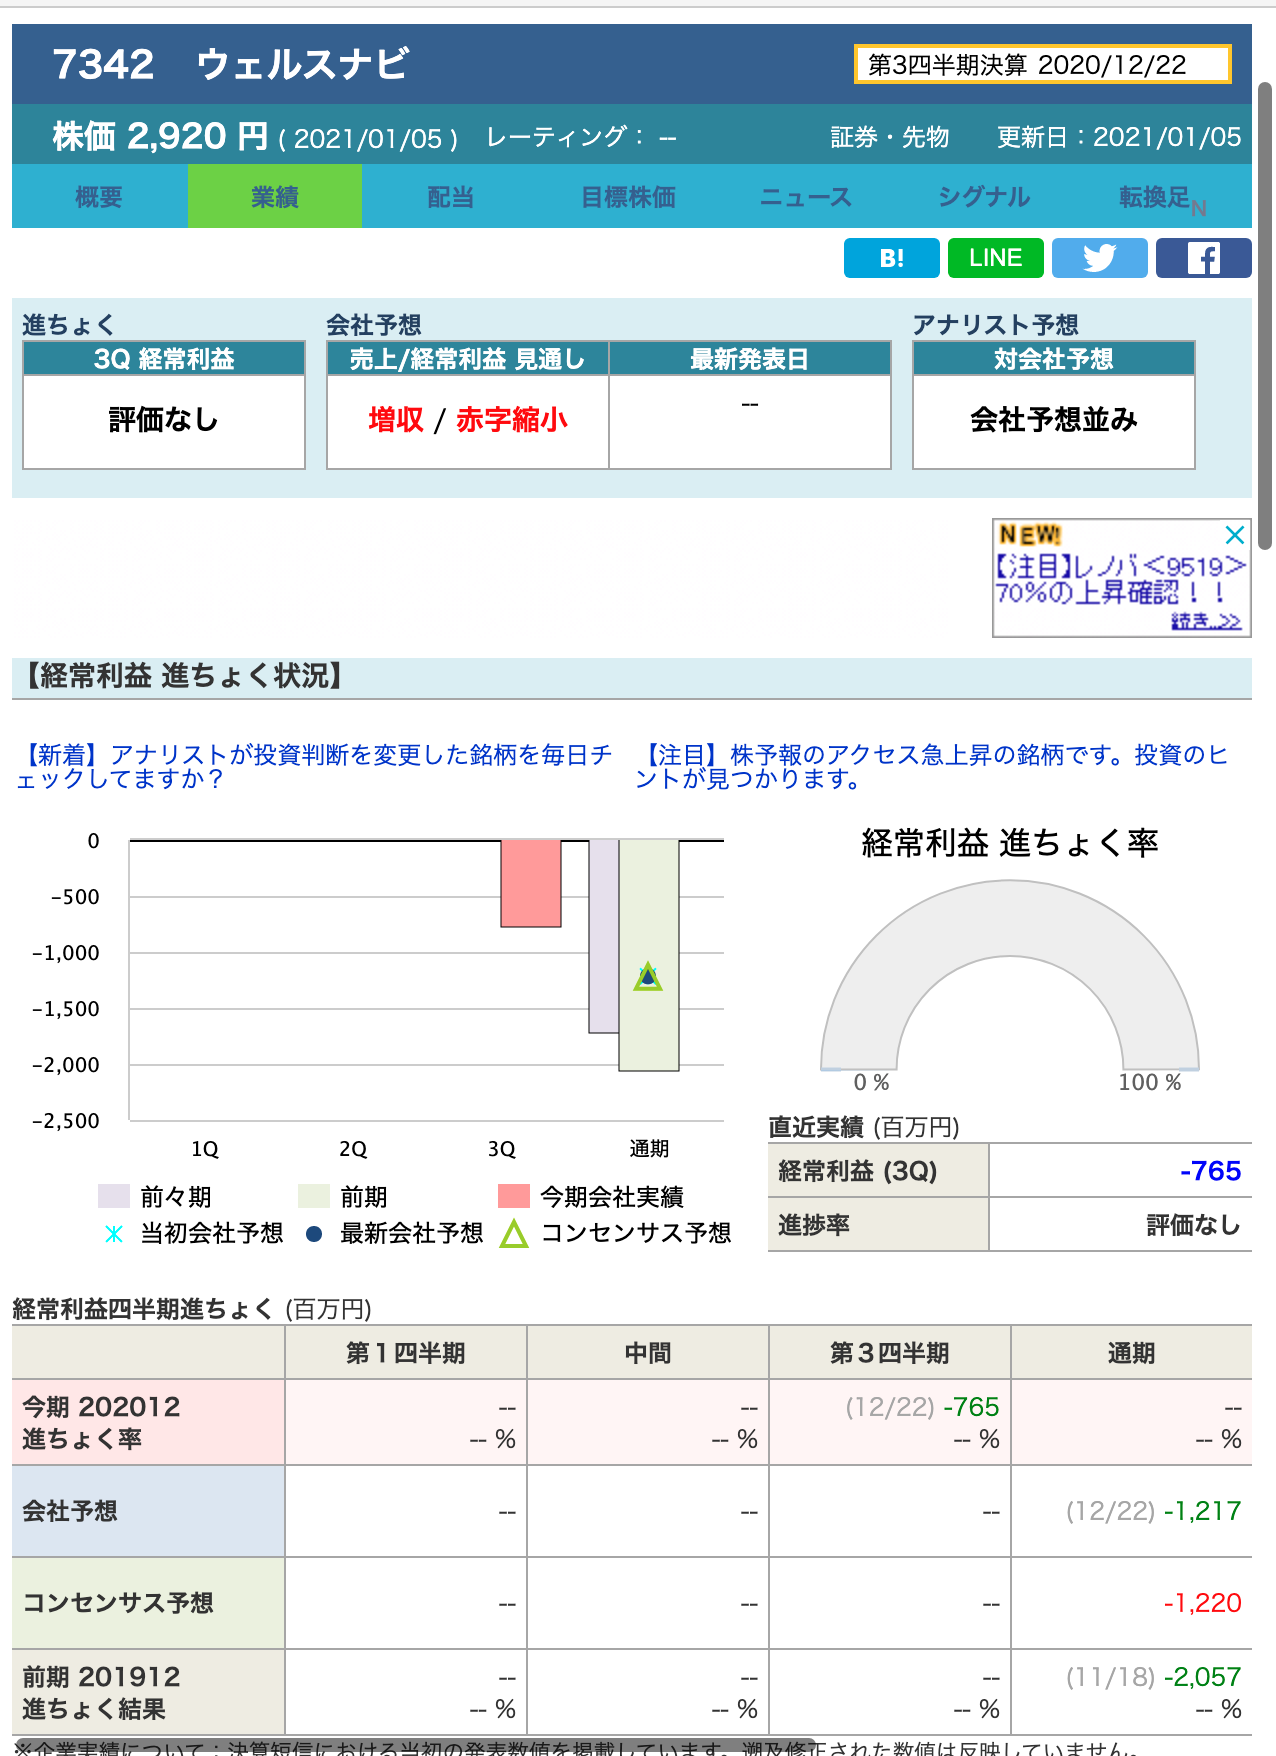 7342 ウェルスナビ
第3四半期決算 2020/12/22
株価 2,920 円 ( 2021/01/05 ) レーティング： -- 証券・先物 更新日：2021/01/05
概要 業績 配当 目標株価 ニュース シグナル 転換足N
B! LINE
進ちょく 会社予想 アナリスト予想
3Q 経常利益 売上/経常利益 見通し 最新発表日 対会社予想
評価なし 増収 / 赤字縮小 -- 会社予想並み
NEW!
【注目】レノバ<9519>
70%の上昇確認！！
続き..>>
【経常利益 進ちょく状況】
【新着】アナリストが投資判断を変更した銘柄を毎日チ
ェックしてますか？
【注目】株予報のアクセス急上昇の銘柄です。投資のヒ
ントが見つかります。
0
-500
-1,000
-1,500
-2,000
-2,500
1Q 2Q 3Q 通期
前々期 前期 今期会社実績
当初会社予想 最新会社予想 コンセンサス予想
経常利益 進ちょく率
0 % 100 %
直近実績 (百万円)
経常利益 (3Q) -765
進捗率 評価なし
経常利益四半期進ちょく (百万円)
第１四半期 中間 第３四半期 通期
今期 202012 -- -- (12/22) -765 --
進ちょく率 -- % -- % -- % -- %
会社予想 -- -- -- (12/22) -1,217
コンセンサス予想 -- -- -- -1,220
前期 201912 -- -- -- (11/18) -2,057
進ちょく結果 -- % -- % -- % -- %
※企業実績について：決算短信における当初の発表数値を掲載しています。遡及修正された数値は反映していません。